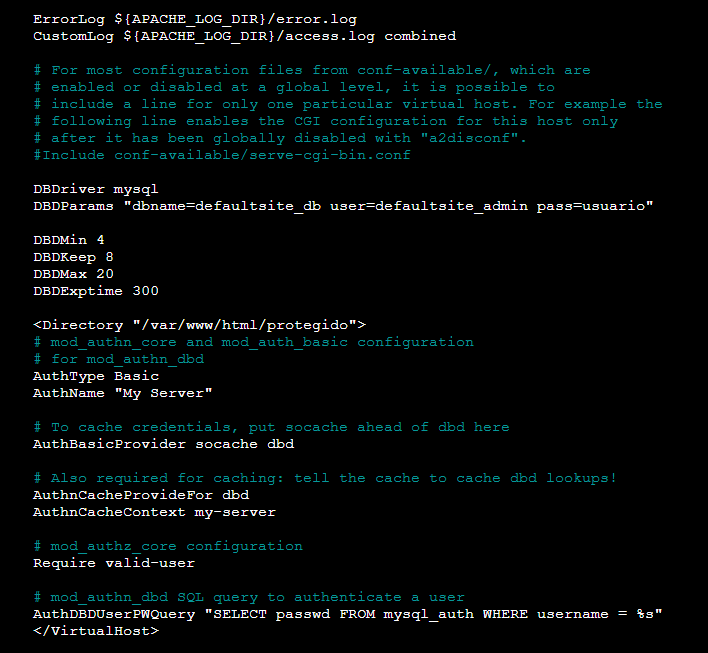 ErrorLog ${APACHE_LOG_DIR}/error.log
CustomLog ${APACHE_LOG_DIR}/access.log combined
# For most configuration files from conf-available/, which are
# enabled or disabled at a global level, it is possible to
# include a line for only one particular virtual host. For example the
# following line enables the CGI configuration for this host only
# after it has been globally disabled with "a2disconf".
#Include conf-available/serve-cgi-bin.conf
DBDriver mysql
DBDParams "dbname=defaultsite_db user=defaultsite_admin pass=usuario"
DBDMin 4
DBDKeep 8
DBDMax 20
DBDExptime 300
<Directory "/var/www/html/protegido">
# mod_authn_core and mod_auth_basic configuration
# for mod_authn_dbd
AuthType Basic
AuthName "My Server"
# To cache credentials, put socache ahead of dbd here
AuthBasicProvider socache dbd
# Also required for caching: tell the cache to cache dbd lookups!
AuthnCacheProvideFor dbd
AuthnCacheContext my-server
# mod_authz_core configuration
Require valid-user
# mod_authn_dbd SQL query to authenticate a user
AuthDBDUserPWQuery "SELECT passwd FROM mysql_auth WHERE username = %s"
</VirtualHost>